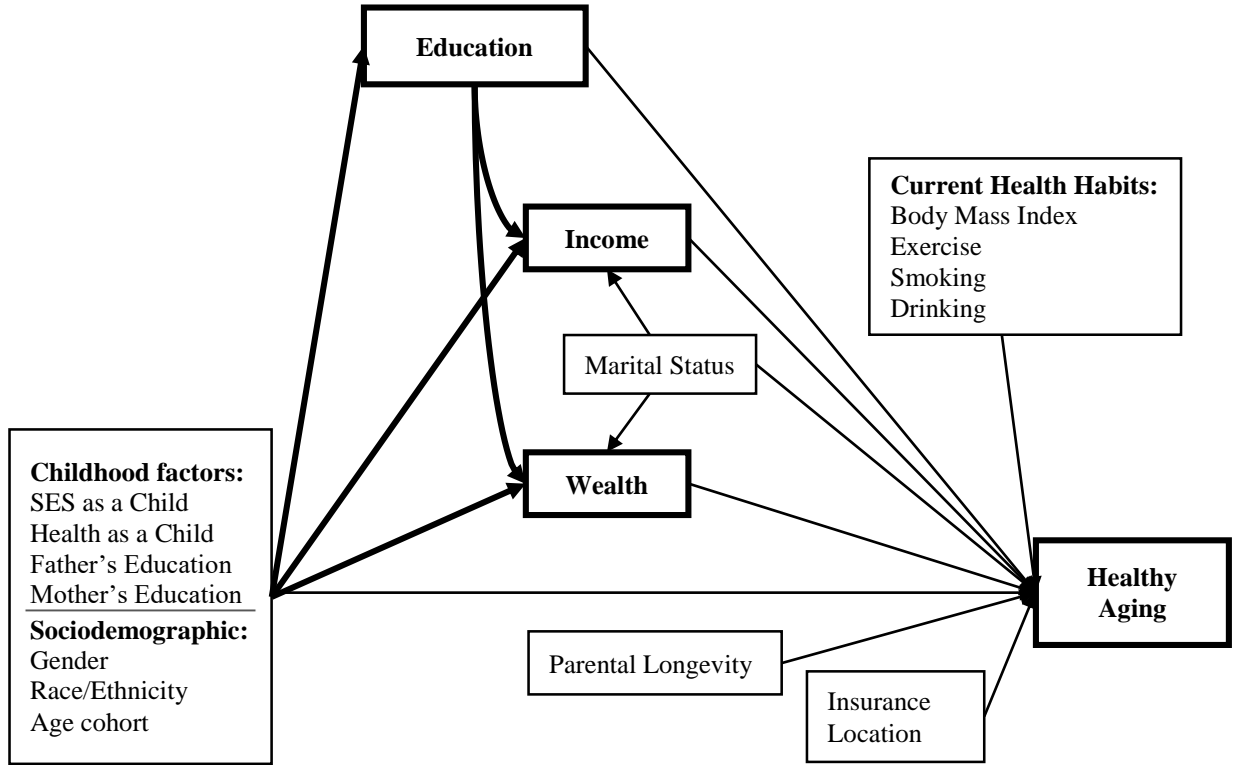 Education
Income
Marital Status
Wealth
Current Health Habits:
Body Mass Index
Exercise
Smoking
Drinking
Childhood factors:
SES as a Child
Health as a Child
Father’s Education
Mother’s Education
Sociodemographic:
Gender
Race/Ethnicity
Age cohort
Parental Longevity
Insurance
Location
Healthy
Aging